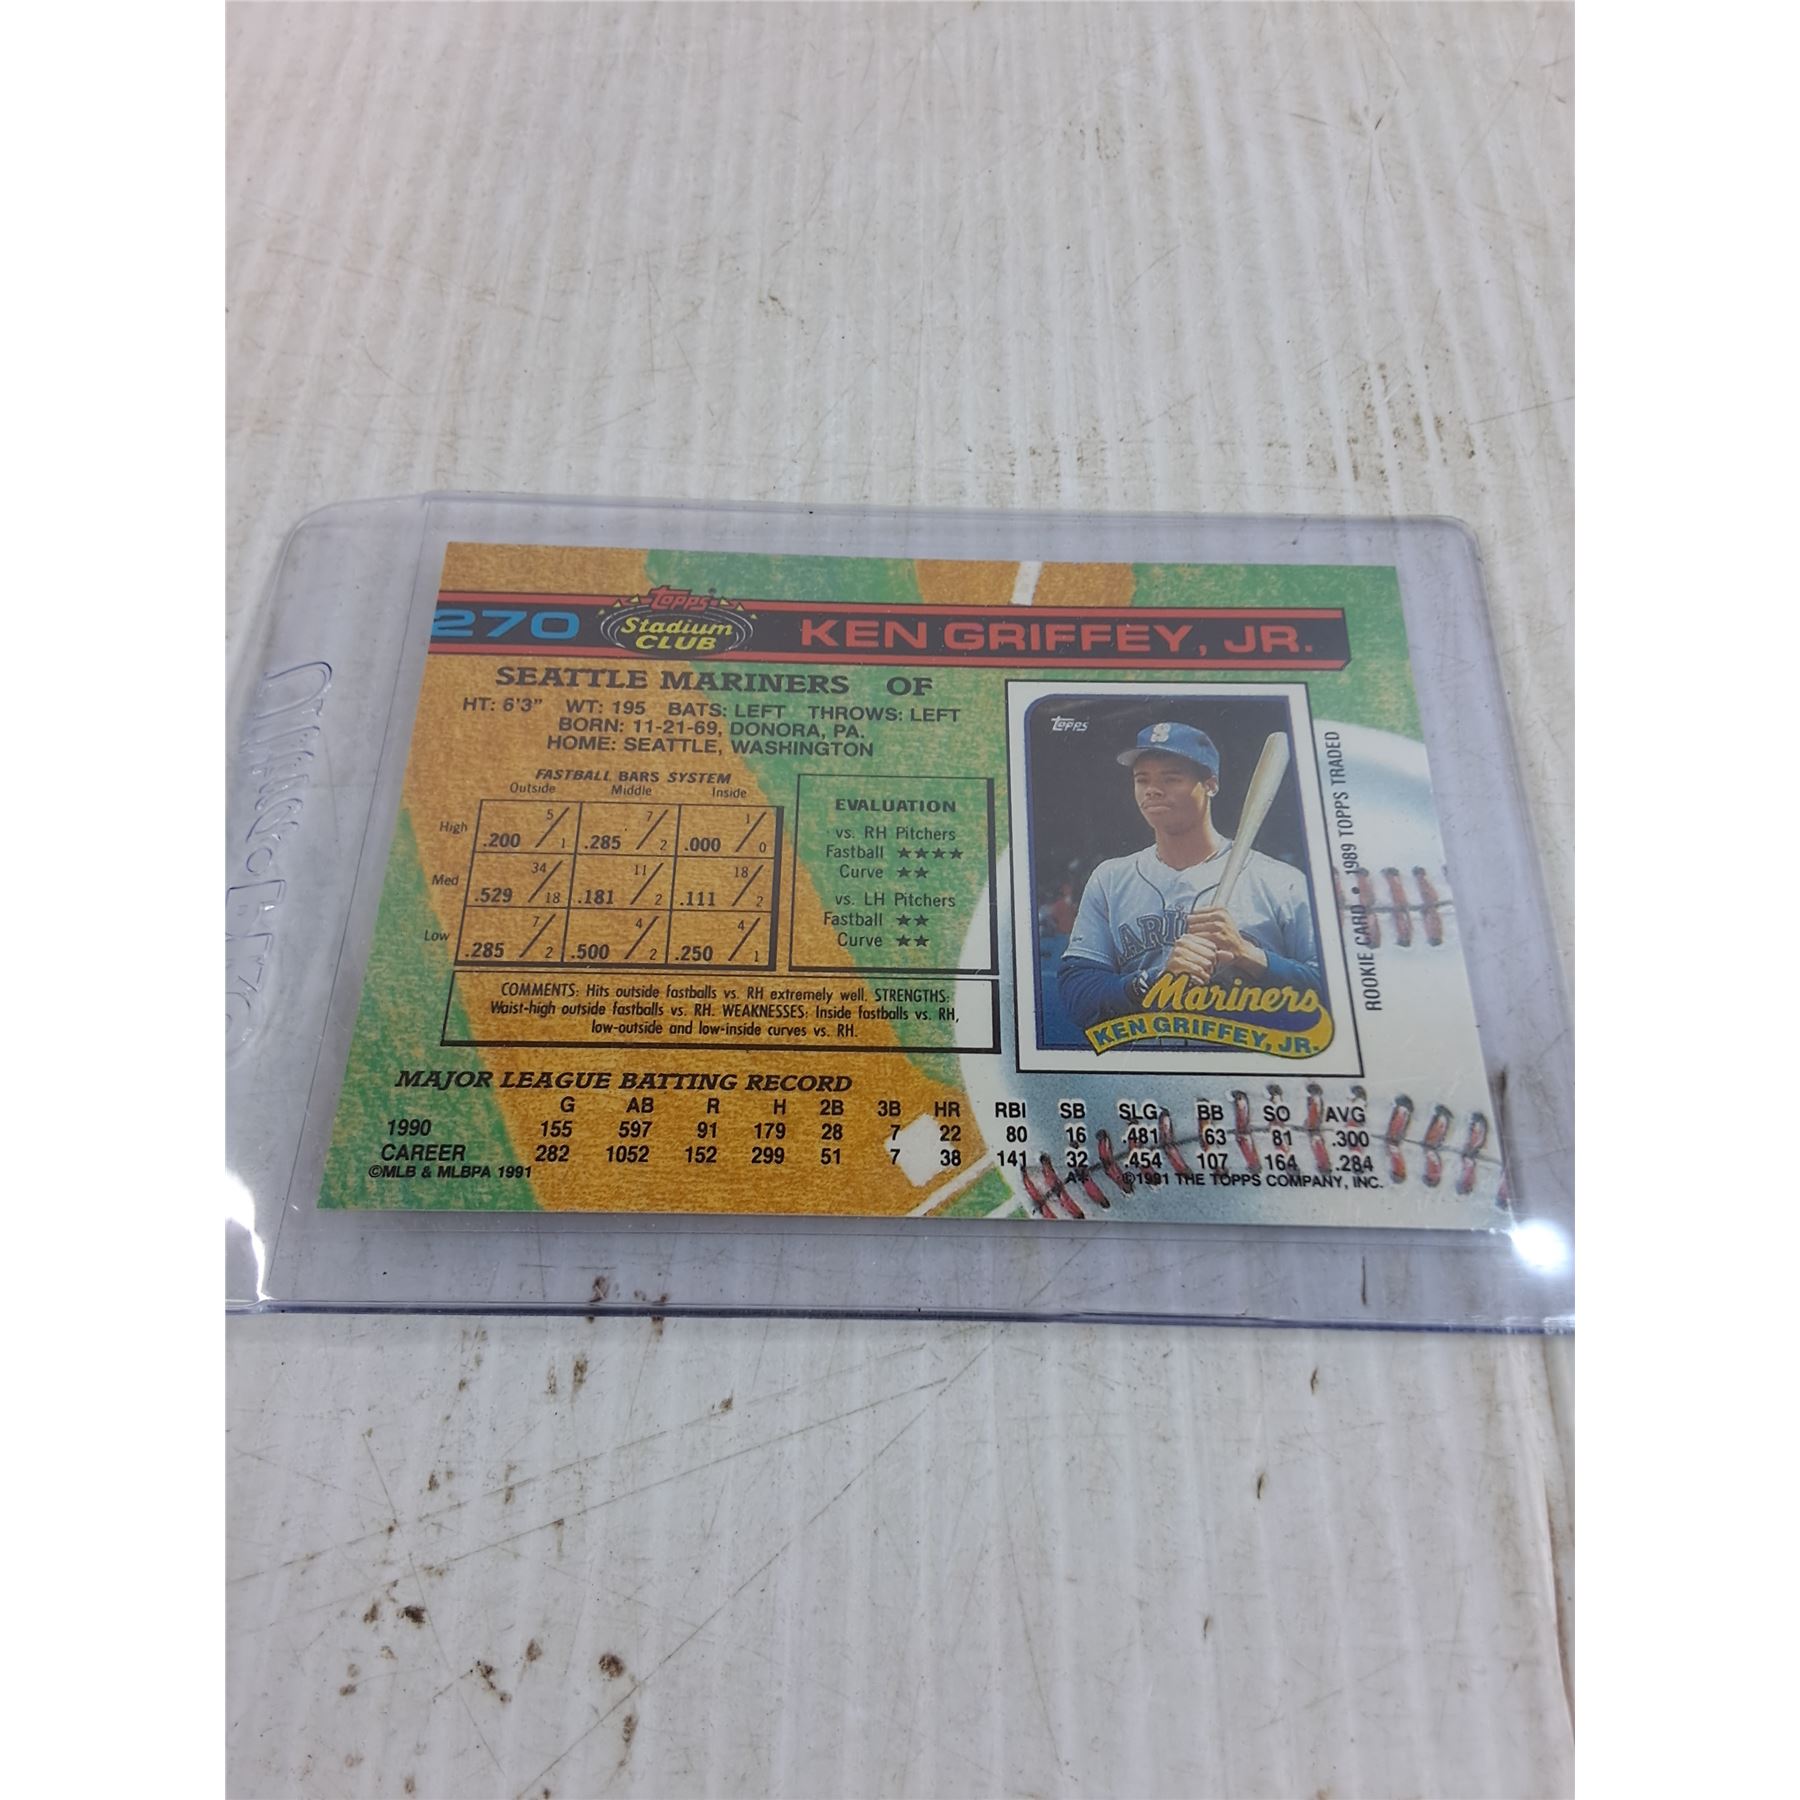 270 Topps Stadium CLUB KEN GRIFFEY, JR.
SEATTLE MARINERS OF
HT: 6'3" WT: 195 BATS: LEFT THROWS: LEFT
BORN: 11-21-69, DONORA, PA.
HOME: SEATTLE, WASHINGTON
FASTBALL BARS SYSTEM
Outside Middle Inside
High .200 5/1 .285 7/2 .000 1/0
Med .529 34/18 .181 11/2 .111 18/2
Low .285 7/2 .500 4/2 .250 4/1
EVALUATION
vs. RH Pitchers
Fastball ★★★★
Curve ★★
vs. LH Pitchers
Fastball ★★
Curve ★★
COMMENTS: Hits outside fastballs vs. RH extremely well. STRENGTHS:
Waist-high outside fastballs vs. RH. WEAKNESSES: Inside fastballs vs. RH,
low-outside and low-inside curves vs. RH.
Topps
Mariners
KEN GRIFFEY, JR.
ROOKIE CARD • 1989 TOPPS TRADED
MAJOR LEAGUE BATTING RECORD
G AB R H 2B 3B HR RBI SB SLG BB SO AVG
1990 155 597 91 179 28 7 22 80 16 .481 63 81 .300
CAREER 282 1052 152 299 51 7 38 141 32 .454 107 164 .284
©MLB & MLBPA 1991 A* ©1991 THE TOPPS COMPANY, INC.